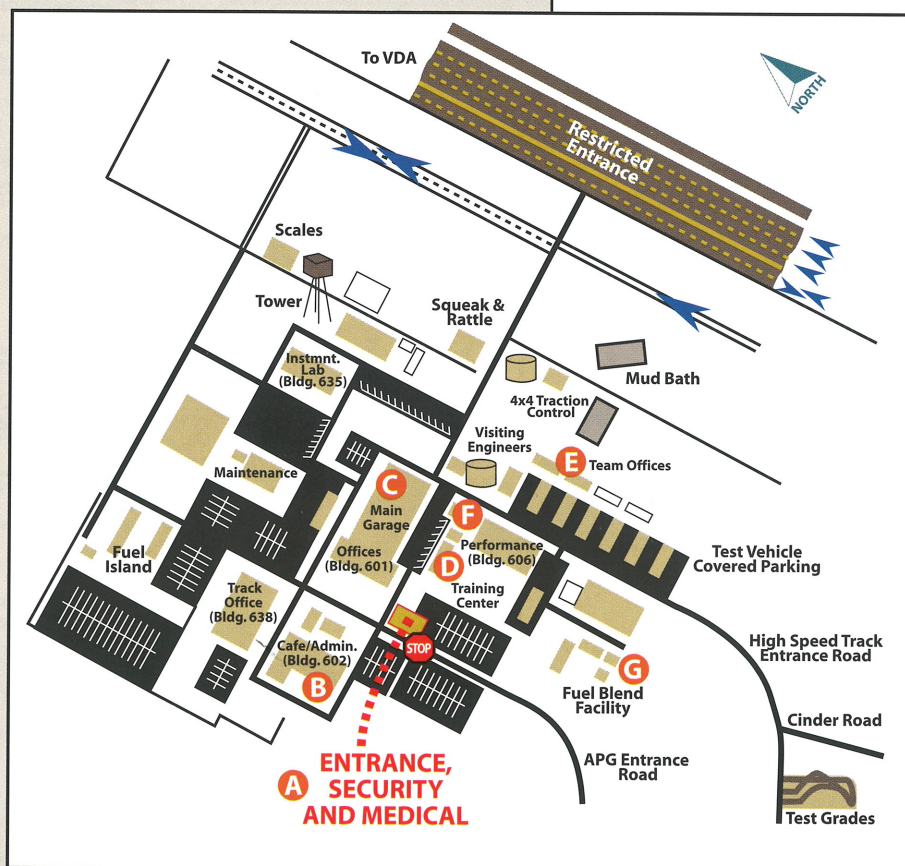 To VDA
NORTH
Restricted
Entrance
Scales
Tower
Squeak &
Rattle
Instmnt.
Lab
(Bldg. 635)
Mud Bath
4x4 Traction
Control
Visiting
Engineers
E
Team Offices
Maintenance
C
Main
Garage
F
Performance
(Bldg. 606)
Offices
(Bldg. 601)
D
Training
Center
Test Vehicle
Covered Parking
Fuel
Island
Track
Office
(Bldg. 638)
Cafe/Admin.
(Bldg. 602)
B
STOP
High Speed Track
Entrance Road
G
Fuel Blend
Facility
Cinder Road
APG Entrance
Road
A
ENTRANCE,
SECURITY
AND MEDICAL
Test Grades